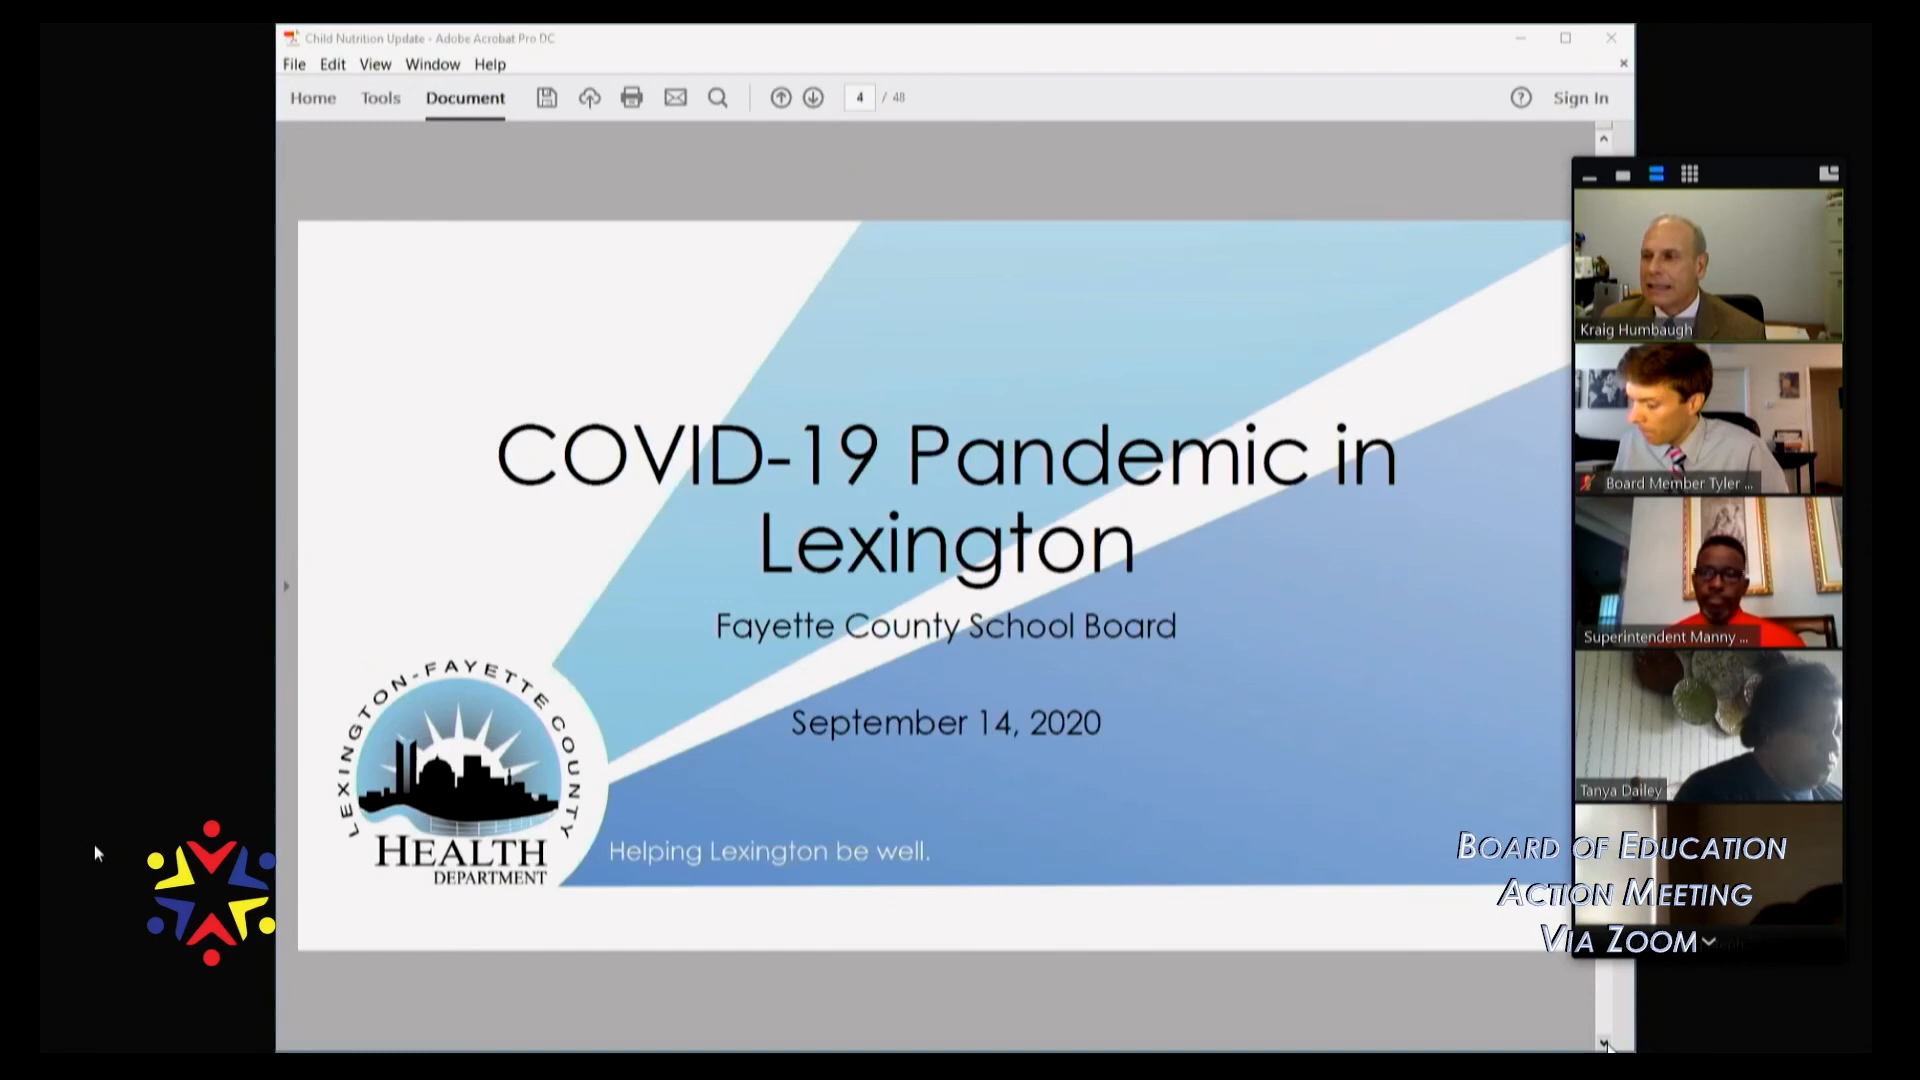 Child Nutrition Update - Adobe Acrobat Pro DC
File Edit View Window Help
Home Tools Document 4 / 48 Sign In
COVID-19 Pandemic in
Lexington
Fayette County School Board
September 14, 2020
LEXINGTON-FAYETTE COUNTY
HEALTH
DEPARTMENT
Helping Lexington be well.
Kraig Humbaugh
Board Member Tyler ...
Superintendent Manny ...
Tanya Dailey
BOARD OF EDUCATION
ACTION MEETING
VIA ZOOM